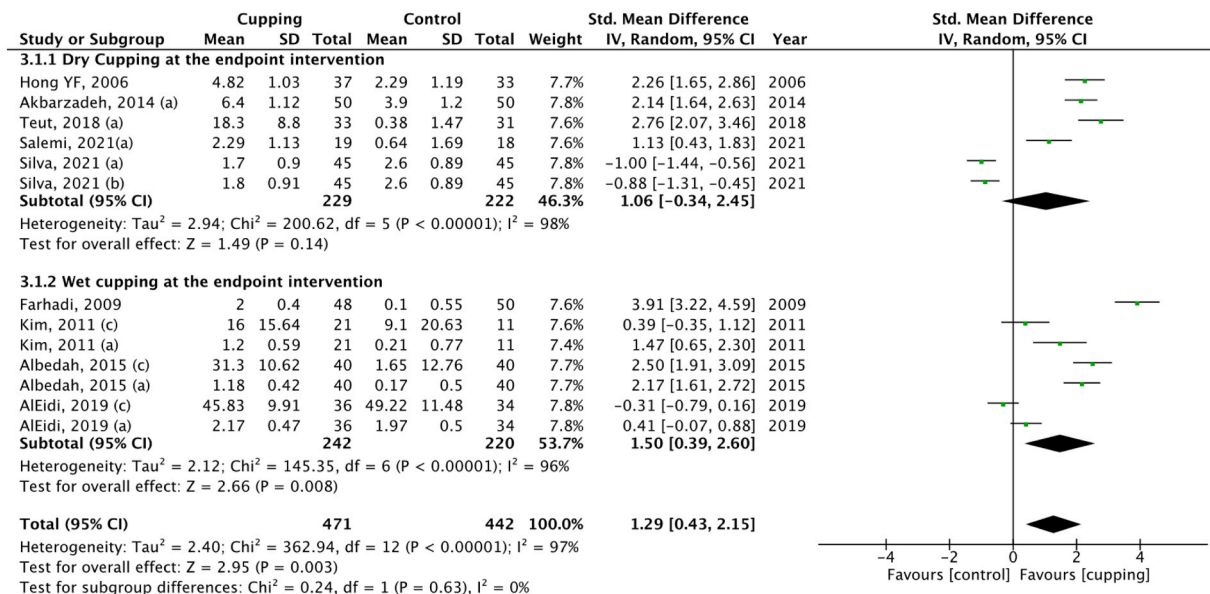 Cupping Control Std. Mean Difference Std. Mean Difference
Study or Subgroup Mean SD Total Mean SD Total Weight IV, Random, 95% CI Year IV, Random, 95% CI
3.1.1 Dry Cupping at the endpoint intervention
Hong YF, 2006 4.82 1.03 37 2.29 1.19 33 7.7% 2.26 [1.65, 2.86] 2006
Akbarzadeh, 2014 (a) 6.4 1.12 50 3.9 1.2 50 7.8% 2.14 [1.64, 2.63] 2014
Teut, 2018 (a) 18.3 8.8 33 0.38 1.47 31 7.6% 2.76 [2.07, 3.46] 2018
Salemi, 2021(a) 2.29 1.13 19 0.64 1.69 18 7.6% 1.13 [0.43, 1.83] 2021
Silva, 2021 (a) 1.7 0.9 45 2.6 0.89 45 7.8% −1.00 [−1.44, −0.56] 2021
Silva, 2021 (b) 1.8 0.91 45 2.6 0.89 45 7.8% −0.88 [−1.31, −0.45] 2021
Subtotal (95% CI) 229 222 46.3% 1.06 [−0.34, 2.45]
Heterogeneity: Tau² = 2.94; Chi² = 200.62, df = 5 (P < 0.00001); I² = 98%
Test for overall effect: Z = 1.49 (P = 0.14)
3.1.2 Wet cupping at the endpoint intervention
Farhadi, 2009 2 0.4 48 0.1 0.55 50 7.6% 3.91 [3.22, 4.59] 2009
Kim, 2011 (c) 16 15.64 21 9.1 20.63 11 7.6% 0.39 [−0.35, 1.12] 2011
Kim, 2011 (a) 1.2 0.59 21 0.21 0.77 11 7.4% 1.47 [0.65, 2.30] 2011
Albedah, 2015 (c) 31.3 10.62 40 1.65 12.76 40 7.7% 2.50 [1.91, 3.09] 2015
Albedah, 2015 (a) 1.18 0.42 40 0.17 0.5 40 7.7% 2.17 [1.61, 2.72] 2015
AlEidi, 2019 (c) 45.83 9.91 36 49.22 11.48 34 7.8% −0.31 [−0.79, 0.16] 2019
AlEidi, 2019 (a) 2.17 0.47 36 1.97 0.5 34 7.8% 0.41 [−0.07, 0.88] 2019
Subtotal (95% CI) 242 220 53.7% 1.50 [0.39, 2.60]
Heterogeneity: Tau² = 2.12; Chi² = 145.35, df = 6 (P < 0.00001); I² = 96%
Test for overall effect: Z = 2.66 (P = 0.008)
Total (95% CI) 471 442 100.0% 1.29 [0.43, 2.15]
Heterogeneity: Tau² = 2.40; Chi² = 362.94, df = 12 (P < 0.00001); I² = 97%
Test for overall effect: Z = 2.95 (P = 0.003)
Test for subgroup differences: Chi² = 0.24, df = 1 (P = 0.63), I² = 0%
−4 −2 0 2 4
Favours [control] Favours [cupping]